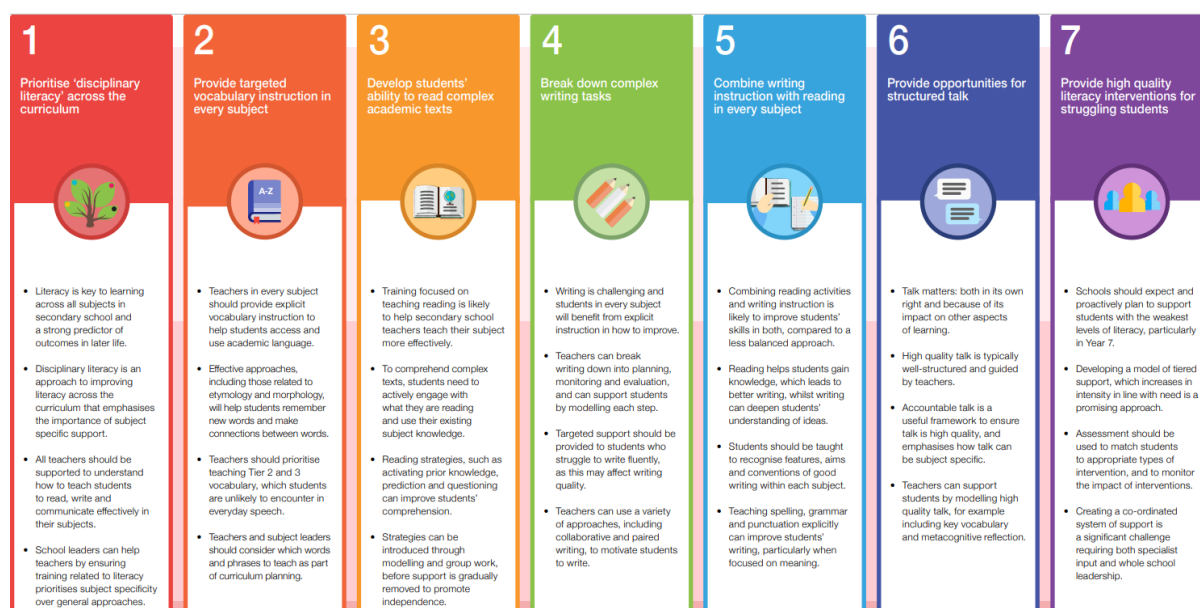 1
Prioritise ‘disciplinary
literacy’ across the
curriculum
• Literacy is key to learning
across all subjects in
secondary school and
a strong predictor of
outcomes in later life.
• Disciplinary literacy is an
approach to improving
literacy across the
curriculum that emphasises
the importance of subject
specific support.
• All teachers should be
supported to understand
how to teach students
to read, write and
communicate effectively in
their subjects.
• School leaders can help
teachers by ensuring
training related to literacy
prioritises subject specificity
over general approaches.
2
Provide targeted
vocabulary instruction in
every subject
A-Z
• Teachers in every subject
should provide explicit
vocabulary instruction to
help students access and
use academic language.
• Effective approaches,
including those related to
etymology and morphology,
will help students remember
new words and make
connections between words.
• Teachers should prioritise
teaching Tier 2 and 3
vocabulary, which students
are unlikely to encounter in
everyday speech.
• Teachers and subject leaders
should consider which words
and phrases to teach as part
of curriculum planning.
3
Develop students’
ability to read complex
academic texts
• Training focused on
teaching reading is likely
to help secondary school
teachers teach their subject
more effectively.
• To comprehend complex
texts, students need to
actively engage with
what they are reading
and use their existing
subject knowledge.
• Reading strategies, such as
activating prior knowledge,
prediction and questioning
can improve students’
comprehension.
• Strategies can be
introduced through
modelling and group work,
before support is gradually
removed to promote
independence.
4
Break down complex
writing tasks
• Writing is challenging and
students in every subject
will benefit from explicit
instruction in how to improve.
• Teachers can break
writing down into planning,
monitoring and evaluation,
and can support students
by modelling each step.
• Targeted support should be
provided to students who
struggle to write fluently,
as this may affect writing
quality.
• Teachers can use a variety
of approaches, including
collaborative and paired
writing, to motivate students
to write.
5
Combine writing
instruction with reading
in every subject
• Combining reading activities
and writing instruction is
likely to improve students’
skills in both, compared to a
less balanced approach.
• Reading helps students gain
knowledge, which leads to
better writing, whilst writing
can deepen students’
understanding of ideas.
• Students should be taught
to recognise features, aims
and conventions of good
writing within each subject.
• Teaching spelling, grammar
and punctuation explicitly
can improve students’
writing, particularly when
focused on meaning.
6
Provide opportunities for
structured talk
• Talk matters: both in its own
right and because of its
impact on other aspects
of learning.
• High quality talk is typically
well-structured and guided
by teachers.
• Accountable talk is a
useful framework to ensure
talk is high quality, and
emphasises how talk can
be subject specific.
• Teachers can support
students by modelling high
quality talk, for example
including key vocabulary
and metacognitive reflection.
7
Provide high quality
literacy interventions for
struggling students
• Schools should expect and
proactively plan to support
students with the weakest
levels of literacy, particularly
in Year 7.
• Developing a model of tiered
support, which increases in
intensity in line with need is a
promising approach.
• Assessment should be
used to match students
to appropriate types of
intervention, and to monitor
the impact of interventions.
• Creating a co-ordinated
system of support is
a significant challenge
requiring both specialist
input and whole school
leadership.